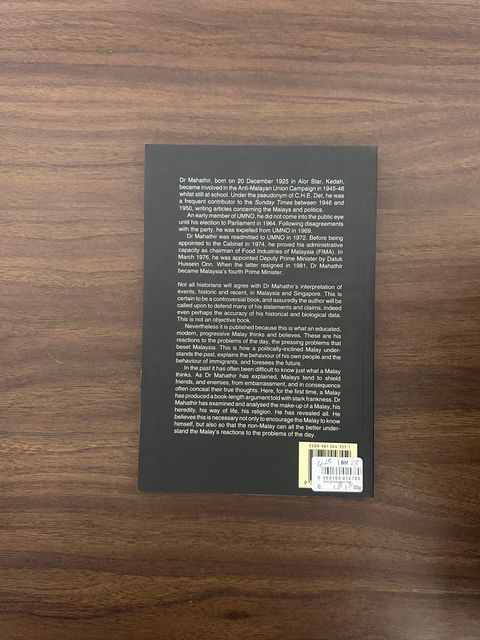 Dr Mahathir, born on 20 December 1925 in Alor Star, Kedah,
became involved in the Anti-Malayan Union Campaign in 1945-46
whilst still at school. Under the pseudonym of C.H.E. Det, he was
a frequent contributor to the Sunday Times between 1946 and
1950, writing articles concerning the Malays and politics.
An early member of UMNO, he did not come into the public eye
until his election to Parliament in 1964. Following disagreements
with the party, he was expelled from UMNO in 1969.
Dr Mahathir was readmitted to UMNO in 1972. Before being
appointed to the Cabinet in 1974, he proved his administrative
capacity as chairman of Food Industries of Malaysia (FIMA). In
March 1976, he was appointed Deputy Prime Minister by Datuk
Hussein Onn. When the latter resigned in 1981, Dr Mahathir
became Malaysia's fourth Prime Minister.
Not all historians will agree with Dr Mahathir's interpretation of
events, historic and recent, in Malaysia and Singapore. This is
certain to be a controversial book, and assuredly the author will be
called upon to defend many of his statements and claims, indeed
even perhaps the accuracy of his historical and biological data.
This is not an objective book.
Nevertheless it is published because this is what an educated,
modern, progressive Malay thinks and believes. These are his
reactions to the problems of the day, the pressing problems that
beset Malaysia. This is how a politically-inclined Malay under-
stands the past, explains the behaviour of his own people and the
behaviour of immigrants, and foresees the future.
In the past it has often been difficult to know just what a Malay
thinks. As Dr Mahathir has explained, Malays tend to shield
friends, and enemies, from embarrassment, and in consequence
often conceal their true thoughts. Here, for the first time, a Malay
has produced a book-length argument told with stark frankness. Dr
Mahathir has examined and analysed the make-up of a Malay, his
heredity, his way of life, his religion. He has revealed all. He
believes this is necessary not only to encourage the Malay to know
himself, but also so that the non-Malay can all the better under-
stand the Malay's reactions to the problems of the day.
ISBN 981 204 355 1
RM
9
C.